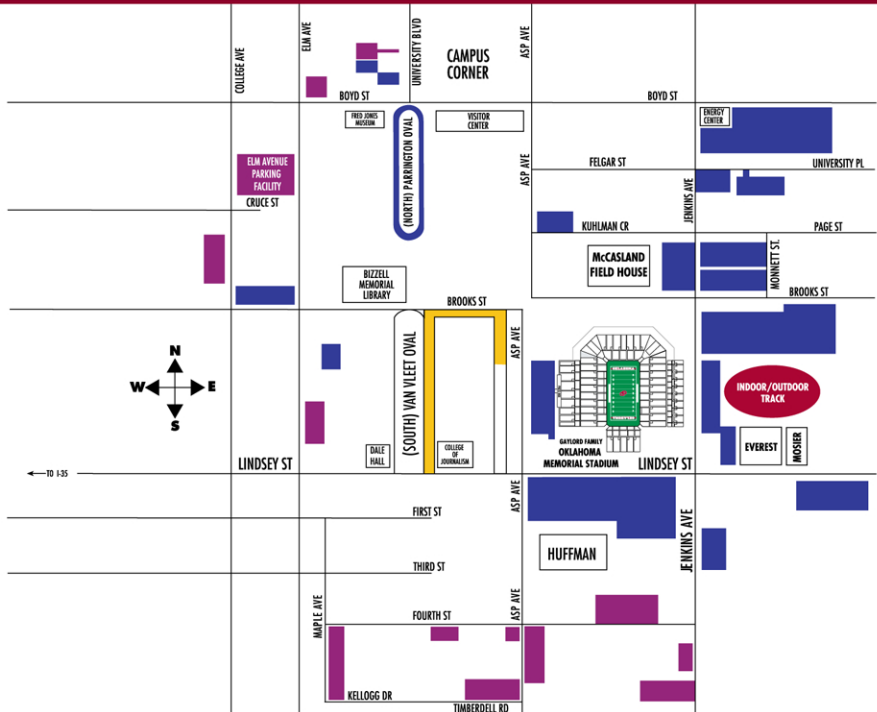 COLLEGE AVE
ELM AVE
UNIVERSITY BLVD
CAMPUS
CORNER
ASP AVE
BOYD ST
BOYD ST
FRED JONES
MUSEUM
(NORTH) PARRINGTON OVAL
VISITOR
CENTER
ENERGY
CENTER
ELM AVENUE
PARKING
FACILITY
ASP AVE
FELGAR ST
UNIVERSITY PL
CRUCE ST
JENKINS AVE
KUHLMAN CR
PAGE ST
McCASLAND
FIELD HOUSE
MONNETT ST.
BIZZELL
MEMORIAL
LIBRARY
BROOKS ST
BROOKS ST
N
W E
S
(SOUTH) VAN VLEET OVAL
ASP AVE
OKLAHOMA
INDOOR/OUTDOOR
TRACK
DALE
HALL
COLLEGE
OF
JOURNALISM
GAYLORD FAMILY
OKLAHOMA
MEMORIAL STADIUM
EVEREST
MOSIER
LINDSEY ST
LINDSEY ST
TO I-35
ASP AVE
FIRST ST
JENKINS AVE
HUFFMAN
THIRD ST
MAPLE AVE
ASP AVE
FOURTH ST
KELLOGG DR
TIMBERDELL RD